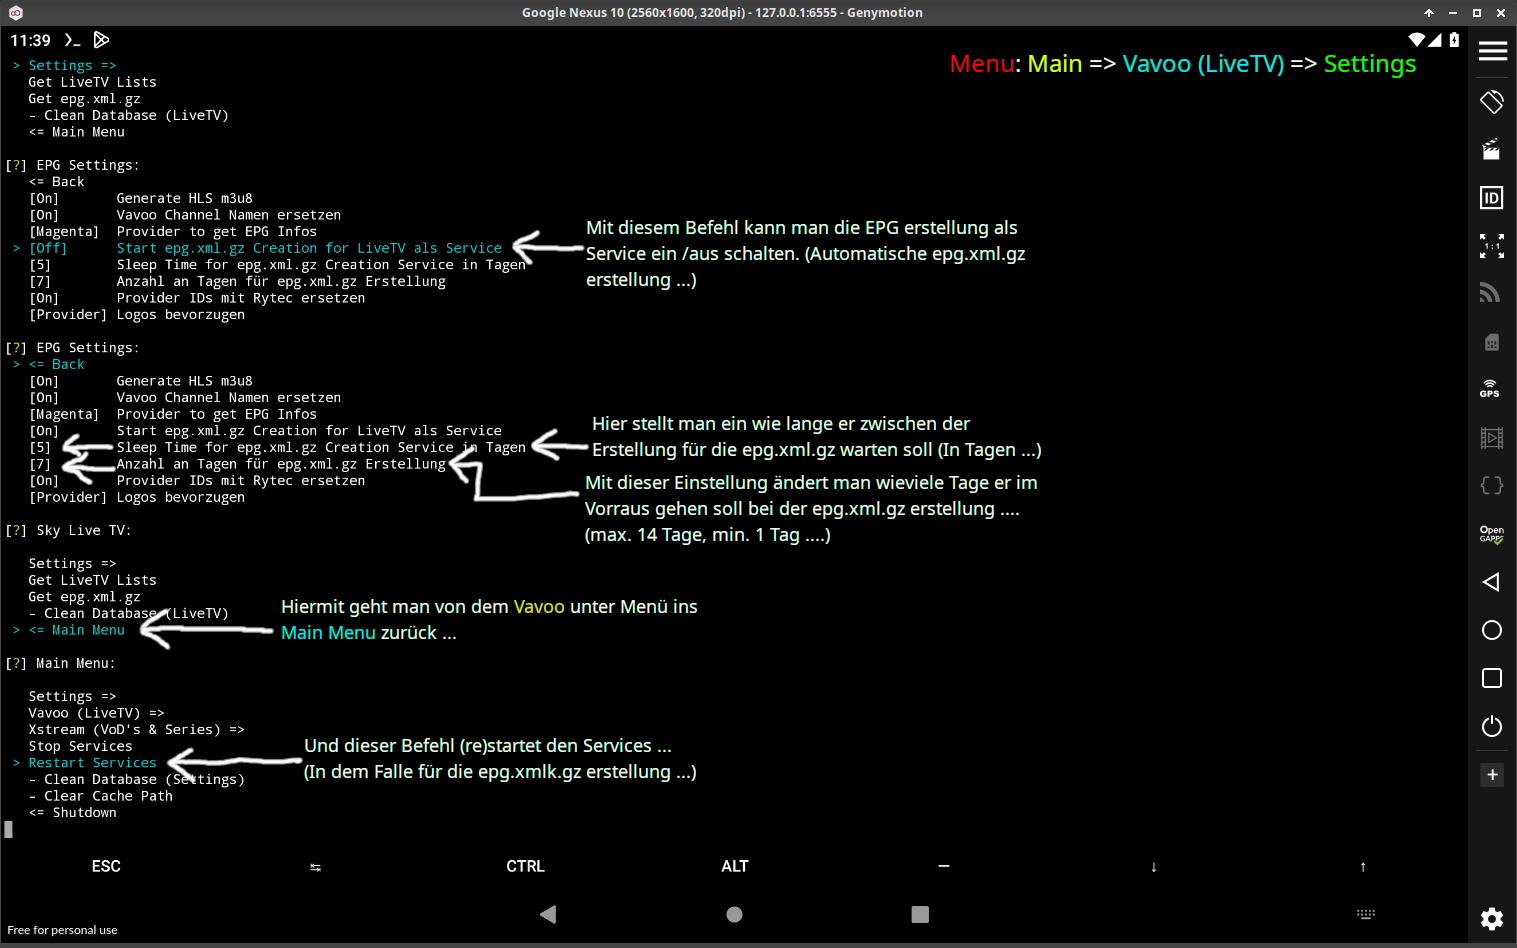 Google Nexus 10 (2560x1600, 320dpi) - 127.0.0.1:6555 - Genymotion
11:39
Menu: Main => Vavoo (LiveTV) => Settings
> Settings =>
Get LiveTV Lists
Get epg.xml.gz
- Clean Database (LiveTV)
<= Main Menu
[?] EPG Settings:
<= Back
[On] Generate HLS m3u8
[On] Vavoo Channel Namen ersetzen
[Magenta] Provider to get EPG Infos
> [Off] Start epg.xml.gz Creation for LiveTV als Service
[5] Sleep Time for epg.xml.gz Creation Service in Tagen
[7] Anzahl an Tagen für epg.xml.gz Erstellung
[On] Provider IDs mit Rytec ersetzen
[Provider] Logos bevorzugen
Mit diesem Befehl kann man die EPG erstellung als
Service ein /aus schalten. (Automatische epg.xml.gz
erstellung ...)
[?] EPG Settings:
> <= Back
[On] Generate HLS m3u8
[On] Vavoo Channel Namen ersetzen
[Magenta] Provider to get EPG Infos
[On] Start epg.xml.gz Creation for LiveTV als Service
[5] Sleep Time for epg.xml.gz Creation Service in Tagen
[7] Anzahl an Tagen für epg.xml.gz Erstellung
[On] Provider IDs mit Rytec ersetzen
[Provider] Logos bevorzugen
Hier stellt man ein wie lange er zwischen der
Erstellung für die epg.xml.gz warten soll (In Tagen ...)
Mit dieser Einstellung ändert man wieviele Tage er im
Vorraus gehen soll bei der epg.xml.gz erstellung ....
(max. 14 Tage, min. 1 Tag ....)
[?] Sky Live TV:
Settings =>
Get LiveTV Lists
Get epg.xml.gz
- Clean Database (LiveTV)
> <= Main Menu
Hiermit geht man von dem Vavoo unter Menü ins
Main Menu zurück ...
[?] Main Menu:
Settings =>
Vavoo (LiveTV) =>
Xstream (VoD's & Series) =>
Stop Services
> Restart Services
- Clean Database (Settings)
- Clear Cache Path
<= Shutdown
Und dieser Befehl (re)startet den Services ...
(In dem Falle für die epg.xmlk.gz erstellung ...)
ESC ↹ CTRL ALT — ↓ ↑
Free for personal use
ID
1:1
GPS
Open
GAPPS